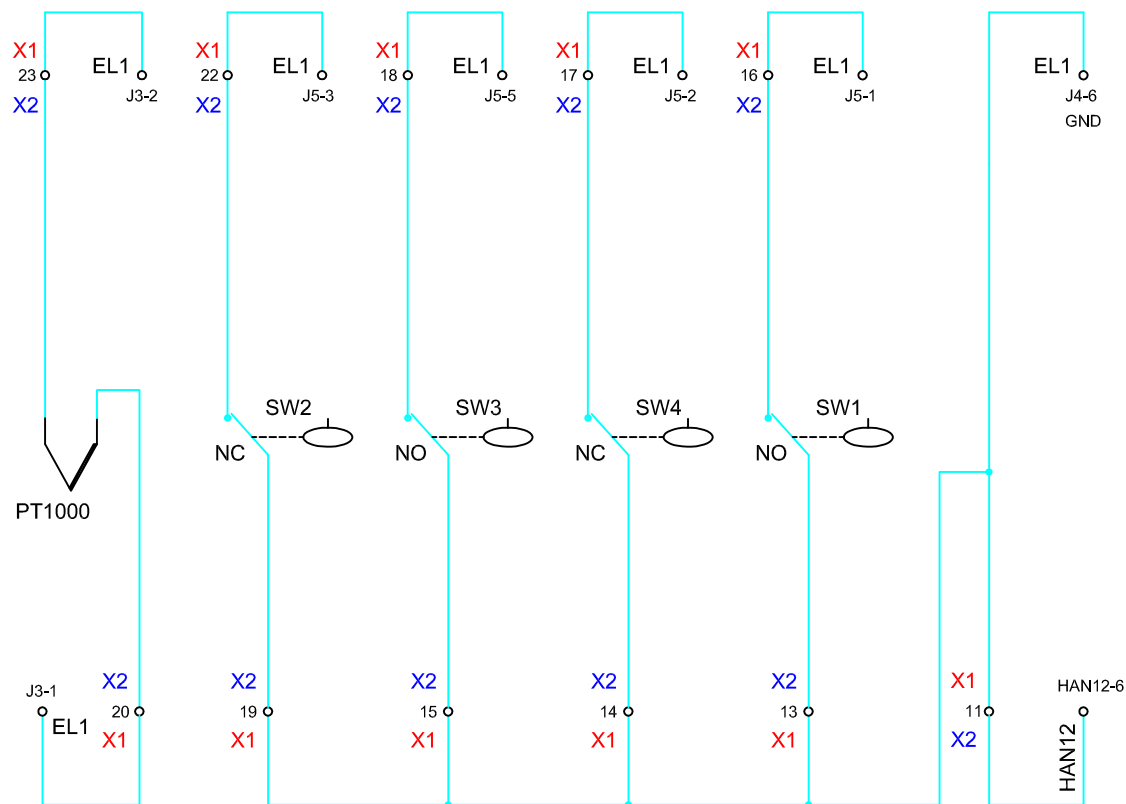 X1 X1 X1 X1 X1
23 EL1 22 EL1 18 EL1 17 EL1 16 EL1 EL1
J3-2 J5-3 J5-5 J5-2 J5-1 J4-6
X2 X2 X2 X2 X2
GND
SW2 SW3 SW4 SW1
NC NO NC NO
PT1000
X2 X2 X2 X2 X2 X1
J3-1 HAN12-6
20 19 15 14 13 11
EL1
X1 X1 X1 X1 X1 X2
HAN12